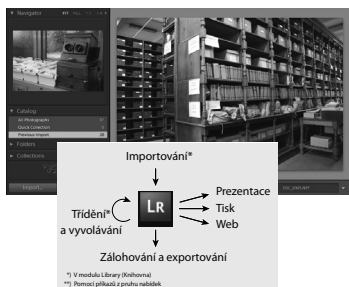 Navigator
FIT
Catalog
All Photographs
Quick Collection
Previous Import
Folders
Collections
Import...
Importování*
LR
Třídění*
a vyvolávání
Prezentace
Tisk
Web
Zálohování a exportování
*) V modulu Library (Knihovna)
**) Pomocí příkazů z pruhu nabídek